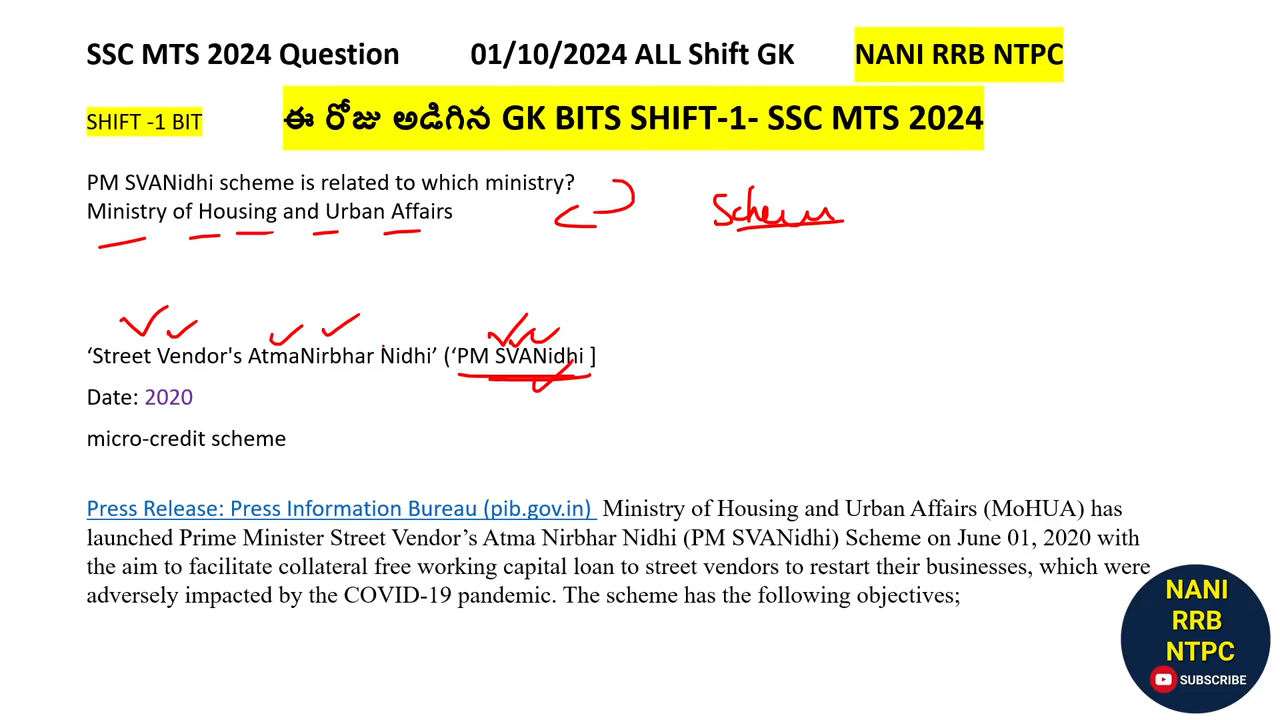 SSC MTS 2024 Question 01/10/2024 ALL Shift GK NANI RRB NTPC
SHIFT -1 BIT ఈ రోజు అడిగిన GK BITS SHIFT-1- SSC MTS 2024
PM SVANidhi scheme is related to which ministry?
Ministry of Housing and Urban Affairs
Schem
‘Street Vendor's AtmaNirbhar Nidhi’ (‘PM SVANidhi ]
Date: 2020
micro-credit scheme
Press Release: Press Information Bureau (pib.gov.in) Ministry of Housing and Urban Affairs (MoHUA) has
launched Prime Minister Street Vendor’s Atma Nirbhar Nidhi (PM SVANidhi) Scheme on June 01, 2020 with
the aim to facilitate collateral free working capital loan to street vendors to restart their businesses, which were
adversely impacted by the COVID-19 pandemic. The scheme has the following objectives;
NANI
RRB
NTPC
SUBSCRIBE